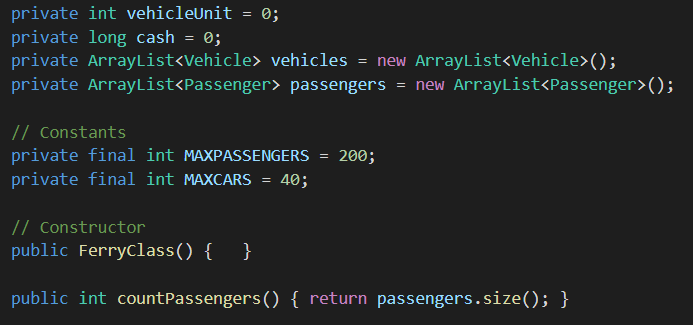 private int vehicleUnit = 0;
private long cash = 0;
private ArrayList<Vehicle> vehicles = new ArrayList<Vehicle>();
private ArrayList<Passenger> passengers = new ArrayList<Passenger>();
// Constants
private final int MAXPASSENGERS = 200;
private final int MAXCARS = 40;
// Constructor
public FerryClass() {   }
public int countPassengers() { return passengers.size(); }